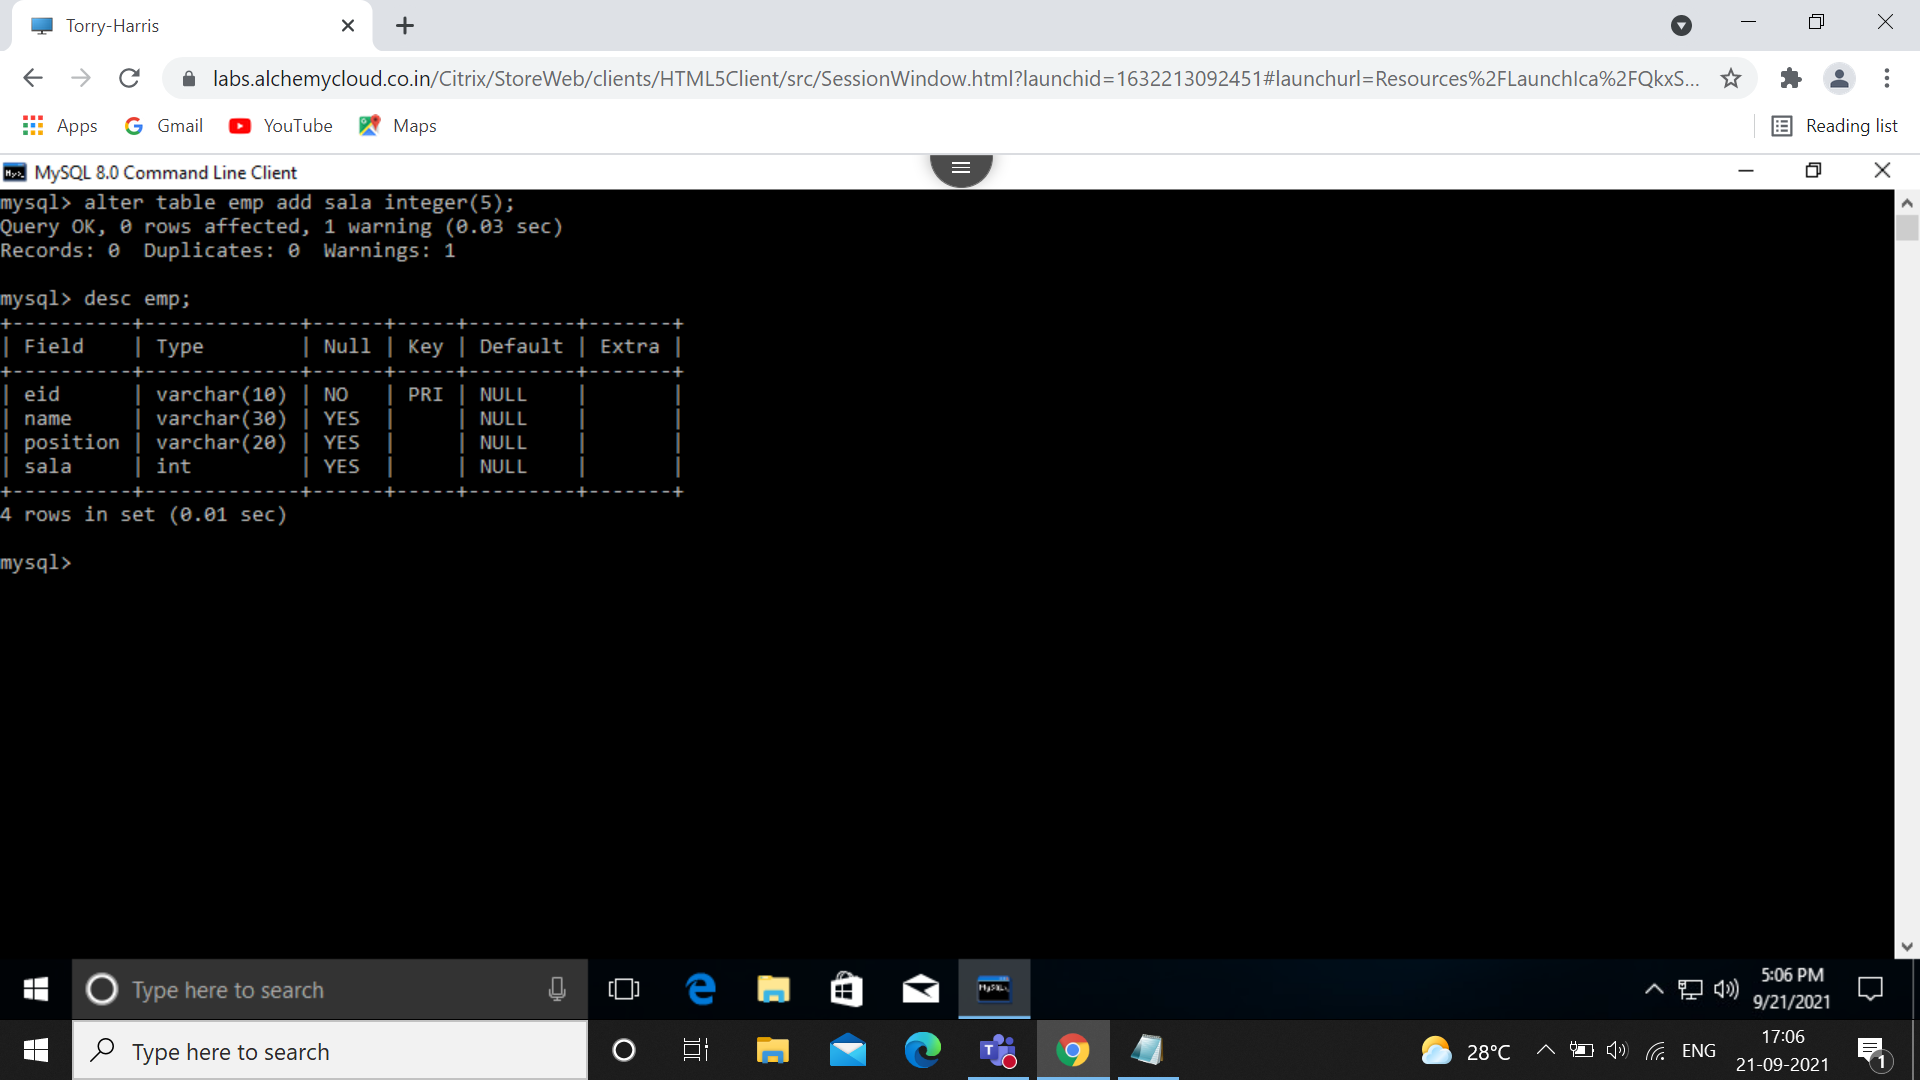 Torry-Harris
labs.alchemycloud.co.in/Citrix/StoreWeb/clients/HTML5Client/src/SessionWindow.html?launchid=1632213092451#launchurl=Resources%2FLaunchIca%2FQkxS...
Apps Gmail YouTube Maps Reading list
MySQL 8.0 Command Line Client
mysql> alter table emp add sala integer(5);
Query OK, 0 rows affected, 1 warning (0.03 sec)
Records: 0  Duplicates: 0  Warnings: 1
mysql> desc emp;
+----------+-------------+------+-----+---------+-------+
| Field    | Type        | Null | Key | Default | Extra |
+----------+-------------+------+-----+---------+-------+
| eid      | varchar(10) | NO   | PRI | NULL    |       |
| name     | varchar(30) | YES  |     | NULL    |       |
| position | varchar(20) | YES  |     | NULL    |       |
| sala     | int         | YES  |     | NULL    |       |
+----------+-------------+------+-----+---------+-------+
4 rows in set (0.01 sec)
mysql>
Type here to search
5:06 PM
9/21/2021
Type here to search
28°C
ENG
17:06
21-09-2021
1